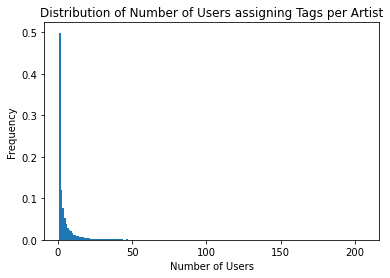 Distribution of Number of Users assigning Tags per Artist
0.5
0.4
0.3
0.2
0.1
0.0
Frequency
0 50 100 150 200
Number of Users